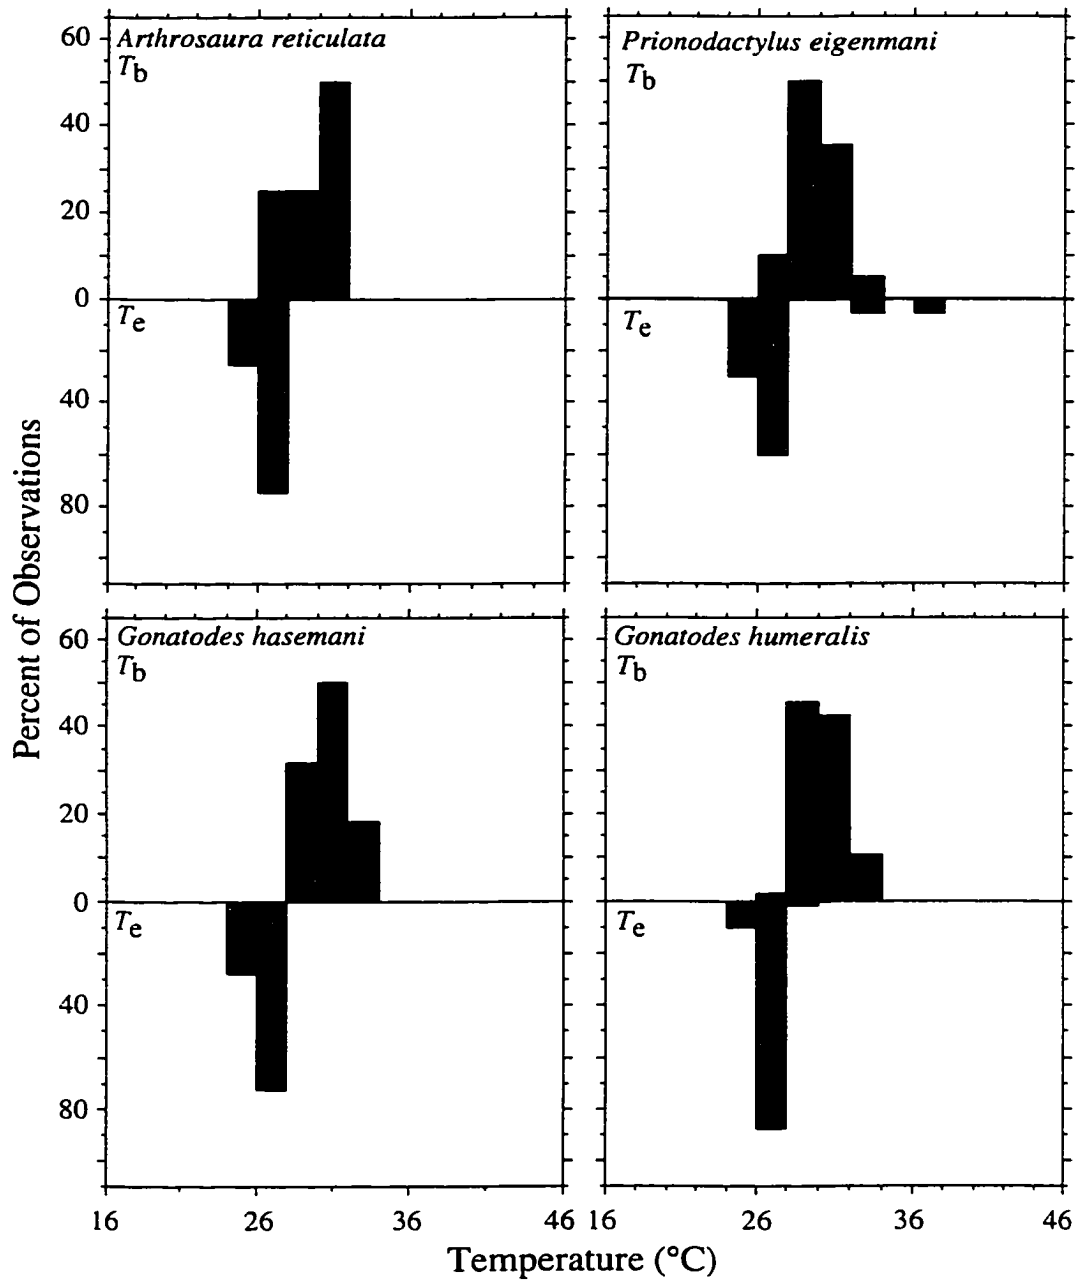 Arthrosaura reticulata
Tb
60
40
20
0
Te
40
80
Prionodactylus eigenmani
Tb
Te
Percent of Observations
Gonatodes hasemani
Tb
60
40
20
0
Te
40
80
Gonatodes humeralis
Tb
Te
16 26 36 46 16 26 36 46
Temperature (°C)